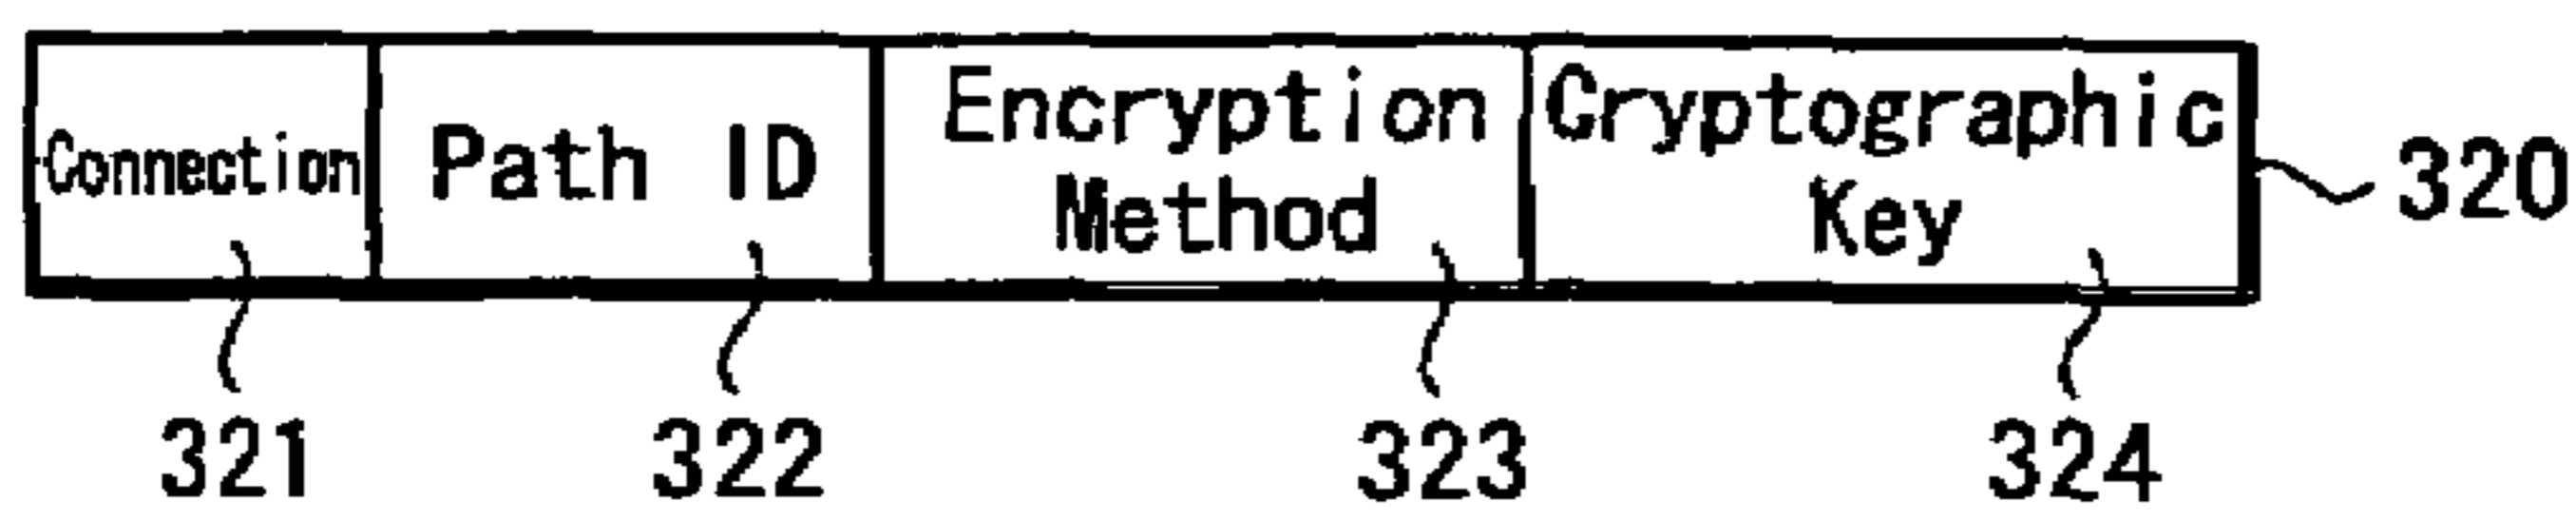 Connection
Path ID
Encryption
Method
Cryptographic
Key
320
321
322
323
324